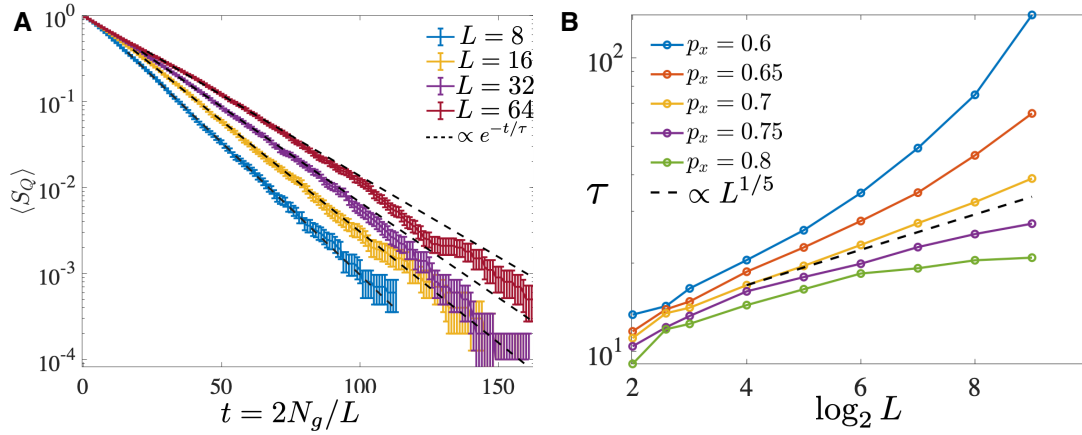 A
10^0
10^-1
10^-2
10^-3
10^-4
⟨S_Q⟩
0
50
100
150
t = 2N_g/L
L = 8
L = 16
L = 32
L = 64
∝ e^{-t/τ}
B
10^2
10^1
τ
2
4
6
8
log_2 L
p_x = 0.6
p_x = 0.65
p_x = 0.7
p_x = 0.75
p_x = 0.8
∝ L^{1/5}